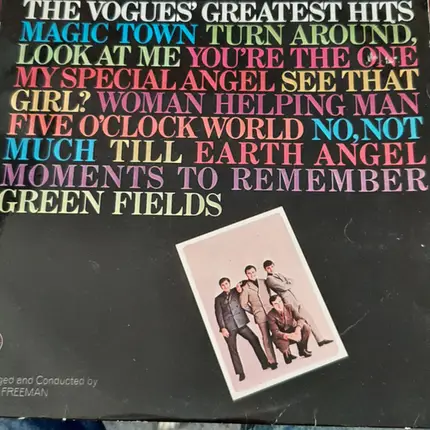 THE VOGUES' GREATEST HITS
MAGIC TOWN TURN AROUND,
LOOK AT ME YOU'RE THE ONE
MY SPECIAL ANGEL SEE THAT
GIRL? WOMAN HELPING MAN
FIVE O'CLOCK WORLD NO, NOT
MUCH TILL EARTH ANGEL
MOMENTS TO REMEMBER
GREEN FIELDS
ged and Conducted by
FREEMAN